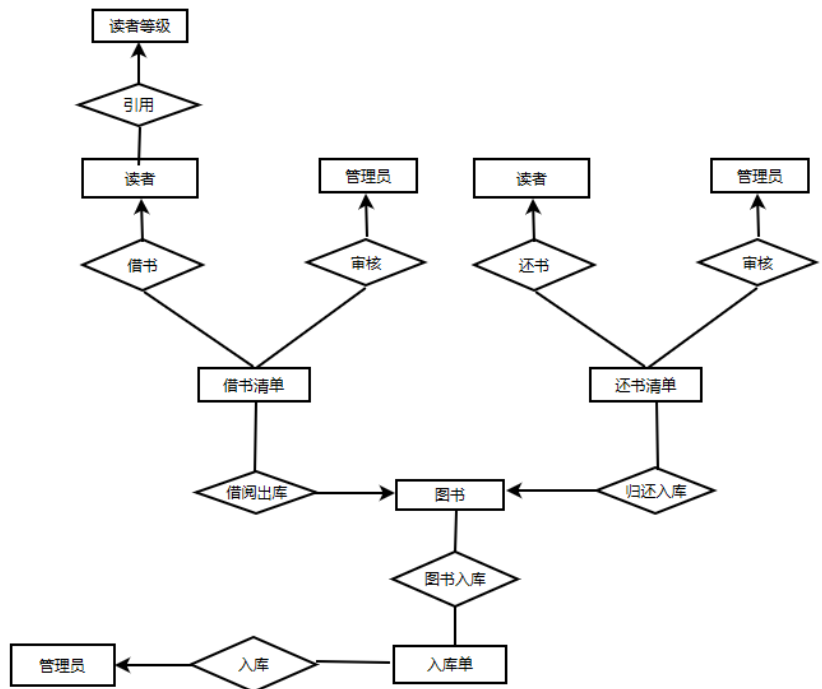 读者等级
引用
读者
管理员
读者
管理员
借书
审核
还书
审核
借书清单
还书清单
借阅出库
图书
归还入库
图书入库
管理员
入库
入库单